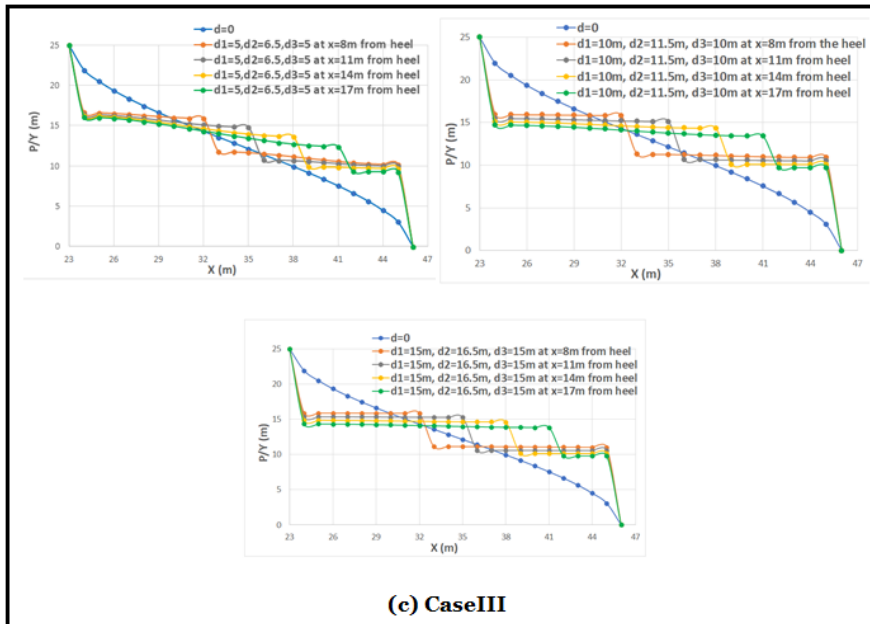 d=0
d1=5,d2=6.5,d3=5 at x=8m from heel
d1=5,d2=6.5,d3=5 at x=11m from heel
d1=5,d2=6.5,d3=5 at x=14m from heel
d1=5,d2=6.5,d3=5 at x=17m from heel
P/Y (m)
25
20
15
10
5
0
23 26 29 32 35 38 41 44 47
X (m)
d=0
d1=10m, d2=11.5m, d3=10m at x=8m from the heel
d1=10m, d2=11.5m, d3=10m at x=11m from heel
d1=10m, d2=11.5m, d3=10m at x=14m from heel
d1=10m, d2=11.5m, d3=10m at x=17m from heel
P/Y (m)
25
20
15
10
5
0
23 26 29 32 35 38 41 44 47
X (m)
d=0
d1=15m, d2=16.5m, d3=15m at x=8m from heel
d1=15m, d2=16.5m, d3=15m at x=11m from heel
d1=15m, d2=16.5m, d3=15m at x=14m from heel
d1=15m, d2=16.5m, d3=15m at x=17m from heel
P/Y (m)
25
20
15
10
5
0
23 26 29 32 35 38 41 44 47
X (m)
(c) CaseIII